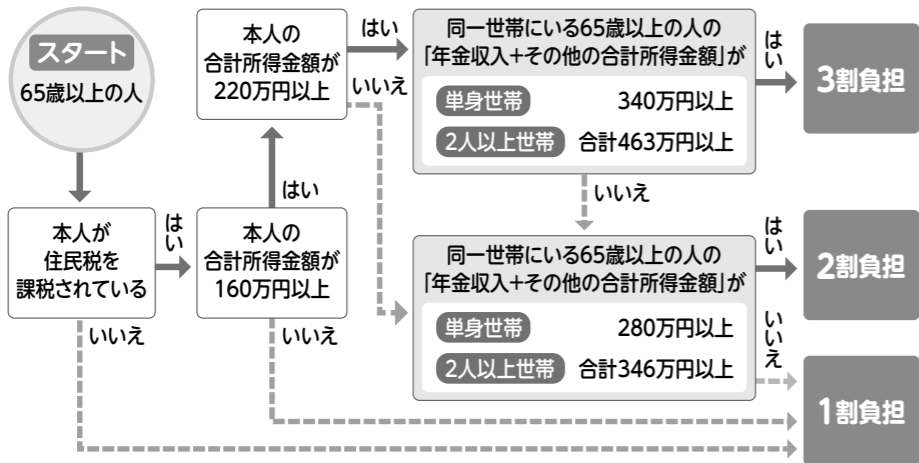 スタート
65歳以上の人
本人が
住民税を
課税されている
はい
いいえ
本人の
合計所得金額が
160万円以上
はい
いいえ
本人の
合計所得金額が
220万円以上
はい
いいえ
同一世帯にいる65歳以上の人の
「年金収入+その他の合計所得金額」が
単身世帯 340万円以上
2人以上世帯 合計463万円以上
はい
いいえ
3割負担
同一世帯にいる65歳以上の人の
「年金収入+その他の合計所得金額」が
単身世帯 280万円以上
2人以上世帯 合計346万円以上
はい
いいえ
2割負担
1割負担